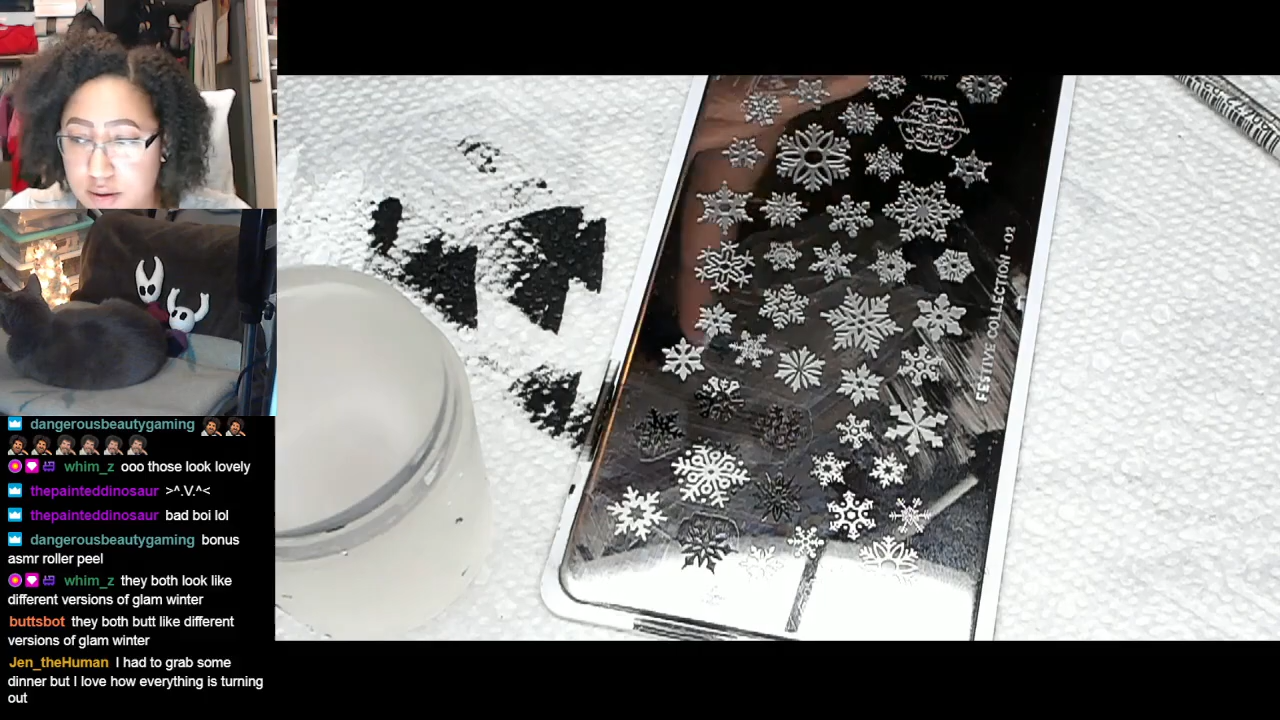 FESTIVE COLLECTION - 02
dangerousbeautygaming
whim_z ooo those look lovely
thepainteddinosaur >^.V.^<
thepainteddinosaur bad boi lol
dangerousbeautygaming bonus
asmr roller peel
whim_z they both look like
different versions of glam winter
buttsbot they both butt like different
versions of glam winter
Jen_theHuman I had to grab some
dinner but I love how everything is turning
out